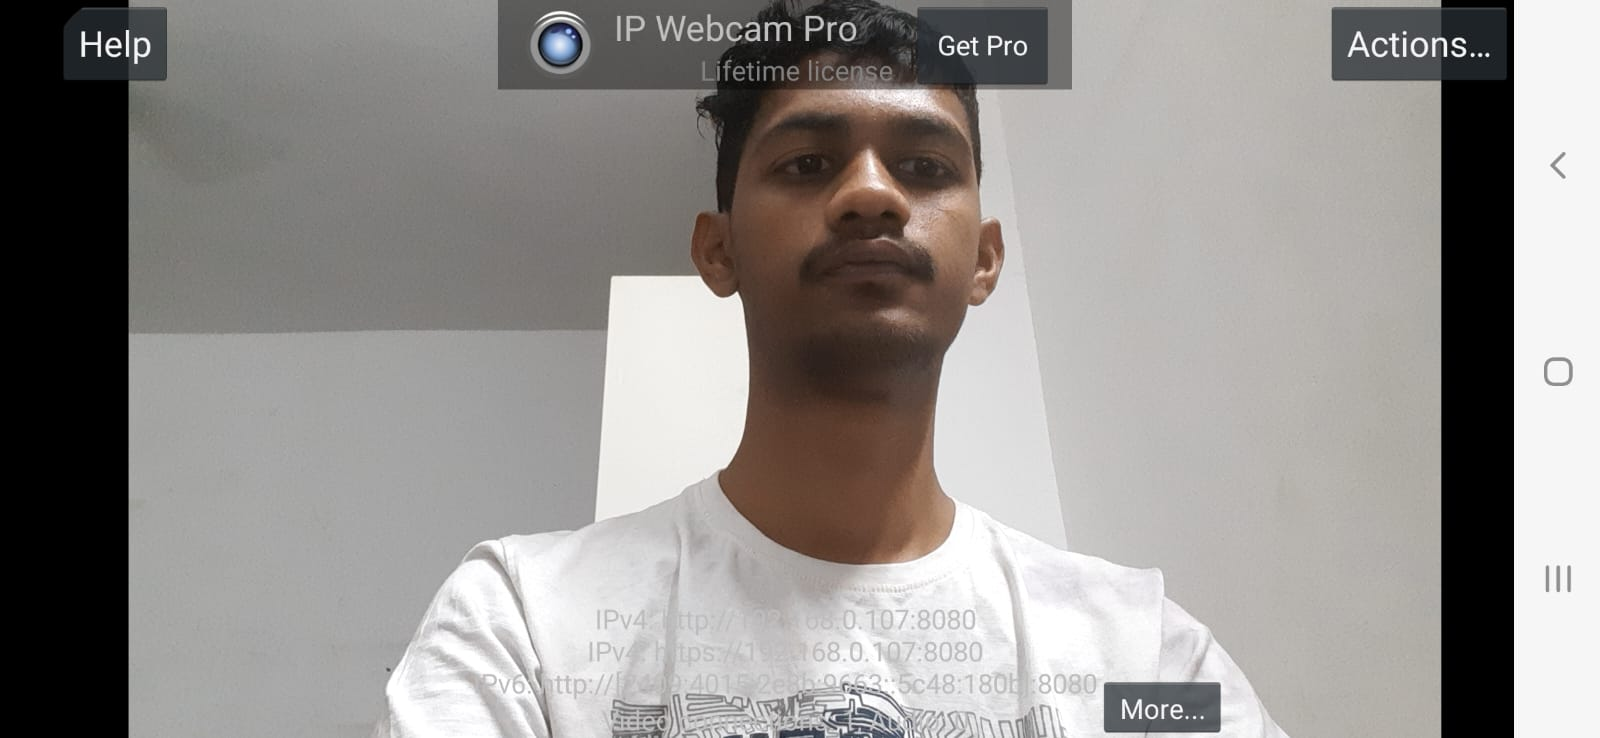 Help
IP Webcam Pro
Lifetime license
Get Pro
Actions...
IPv4: http://192.168.0.107:8080
IPv4: https://192.168.0.107:8080
More...